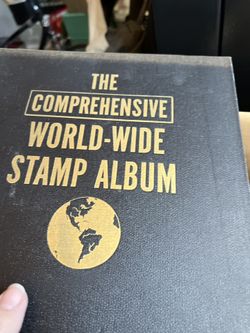 THE
COMPREHENSIVE
WORLD-WIDE
STAMP ALBUM